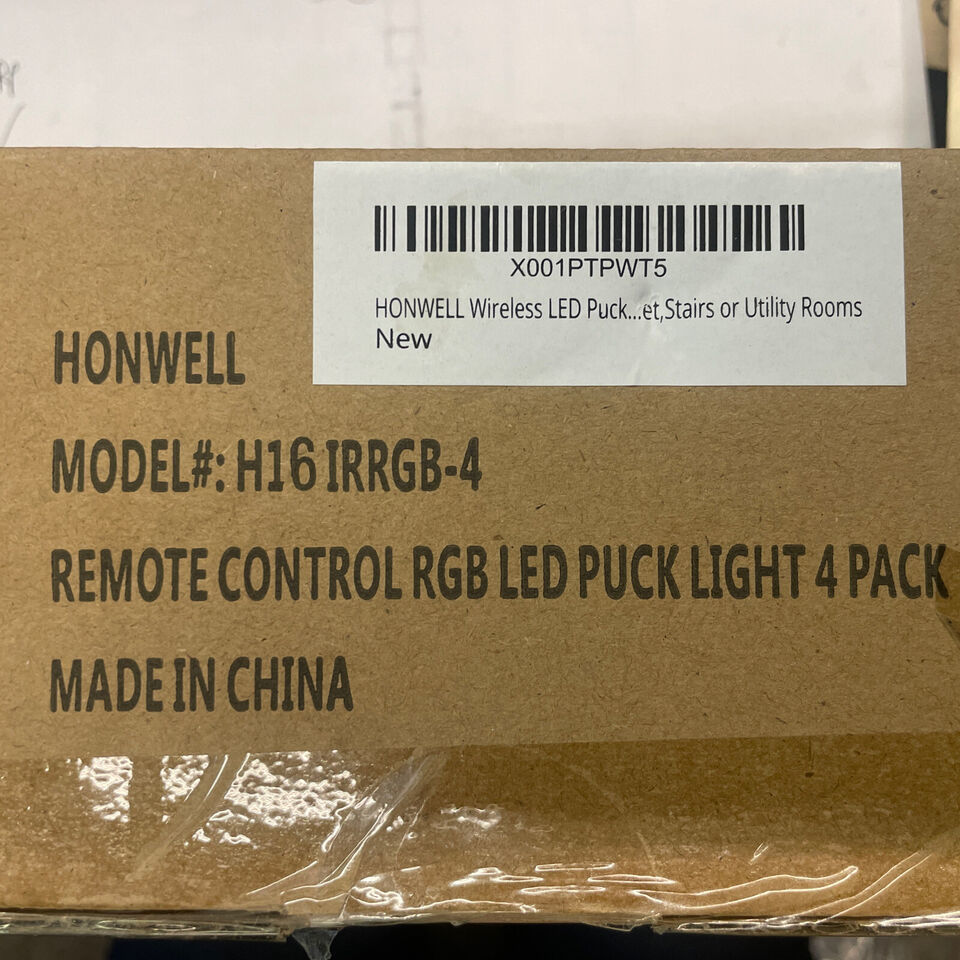 X001PTPWT5
HONWELL Wireless LED Puck...et,Stairs or Utility Rooms
New
HONWELL
MODEL#: H16 IRRGB-4
REMOTE CONTROL RGB LED PUCK LIGHT 4 PACK
MADE IN CHINA